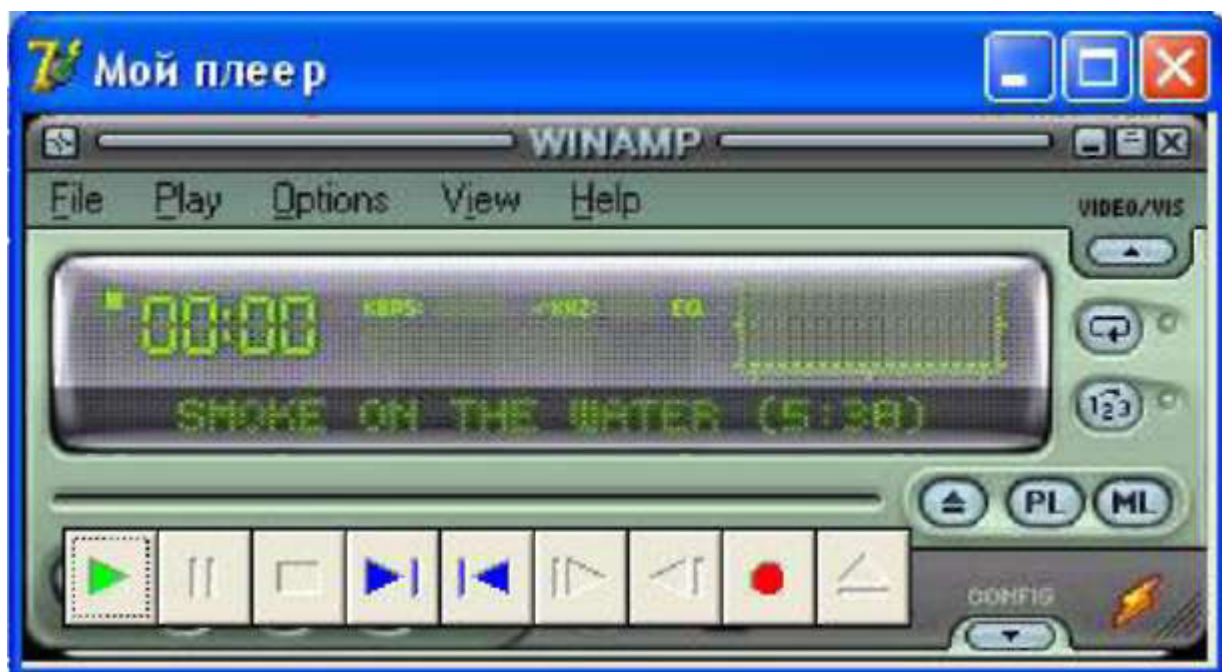 Мой плеер
WINAMP
File Play Options View Help
VIDEO/VIS
00:00 KBPS: KHZ: EQ
SMOKE ON THE WATER (5:38)
123
PL ML
CONFIG